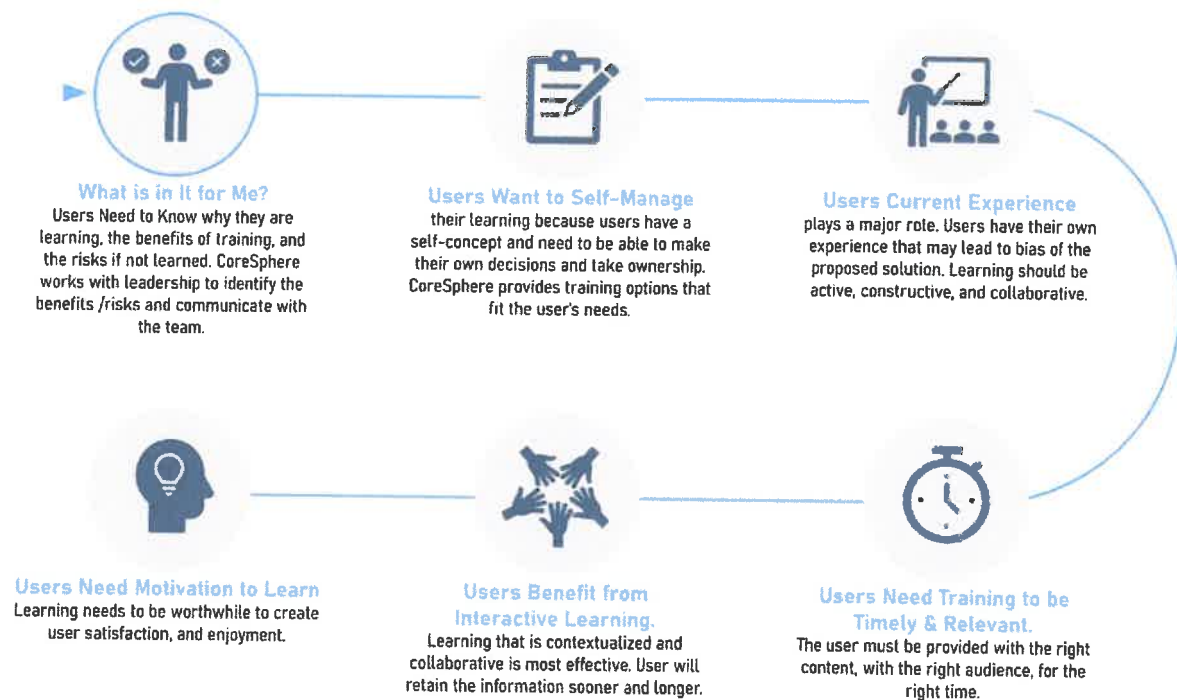 What is in It for Me?
Users Need to Know why they are
learning, the benefits of training, and
the risks if not learned. CoreSphere
works with leadership to identify the
benefits /risks and communicate with
the team.
Users Want to Self-Manage
their learning because users have a
self-concept and need to be able to make
their own decisions and take ownership.
CoreSphere provides training options that
fit the user's needs.
Users Current Experience
plays a major role. Users have their own
experience that may lead to bias of the
proposed solution. Learning should be
active, constructive, and collaborative.
Users Need Motivation to Learn
Learning needs to be worthwhile to create
user satisfaction, and enjoyment.
Users Benefit from
Interactive Learning.
Learning that is contextualized and
collaborative is most effective. User will
retain the information sooner and longer.
Users Need Training to be
Timely & Relevant.
The user must be provided with the right
content, with the right audience, for the
right time.